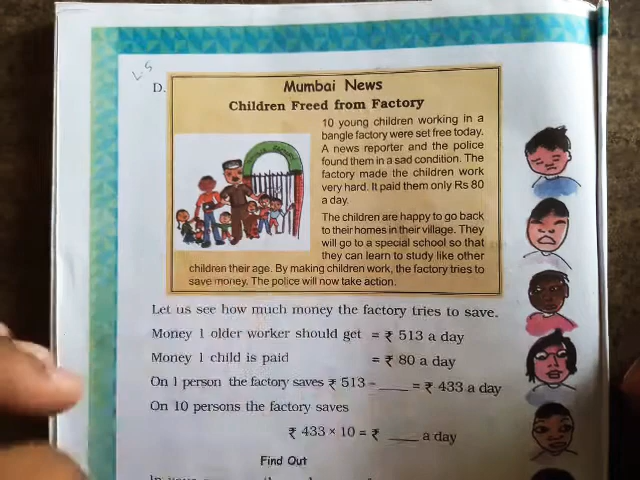 D.
Mumbai News
Children Freed from Factory
10 young children working in a
bangle factory were set free today.
A news reporter and the police
found them in a sad condition. The
factory made the children work
very hard. It paid them only Rs 80
a day.
The children are happy to go back
to their homes in their village. They
will go to a special school so that
they can learn to study like other
children their age. By making children work, the factory tries to
save money. The police will now take action.
Let us see how much money the factory tries to save.
Money 1 older worker should get = ₹ 513 a day
Money 1 child is paid = ₹ 80 a day
On 1 person the factory saves ₹ 513 – ____ = ₹ 433 a day
On 10 persons the factory saves
₹ 433 × 10 = ₹ ____ a day
Find Out